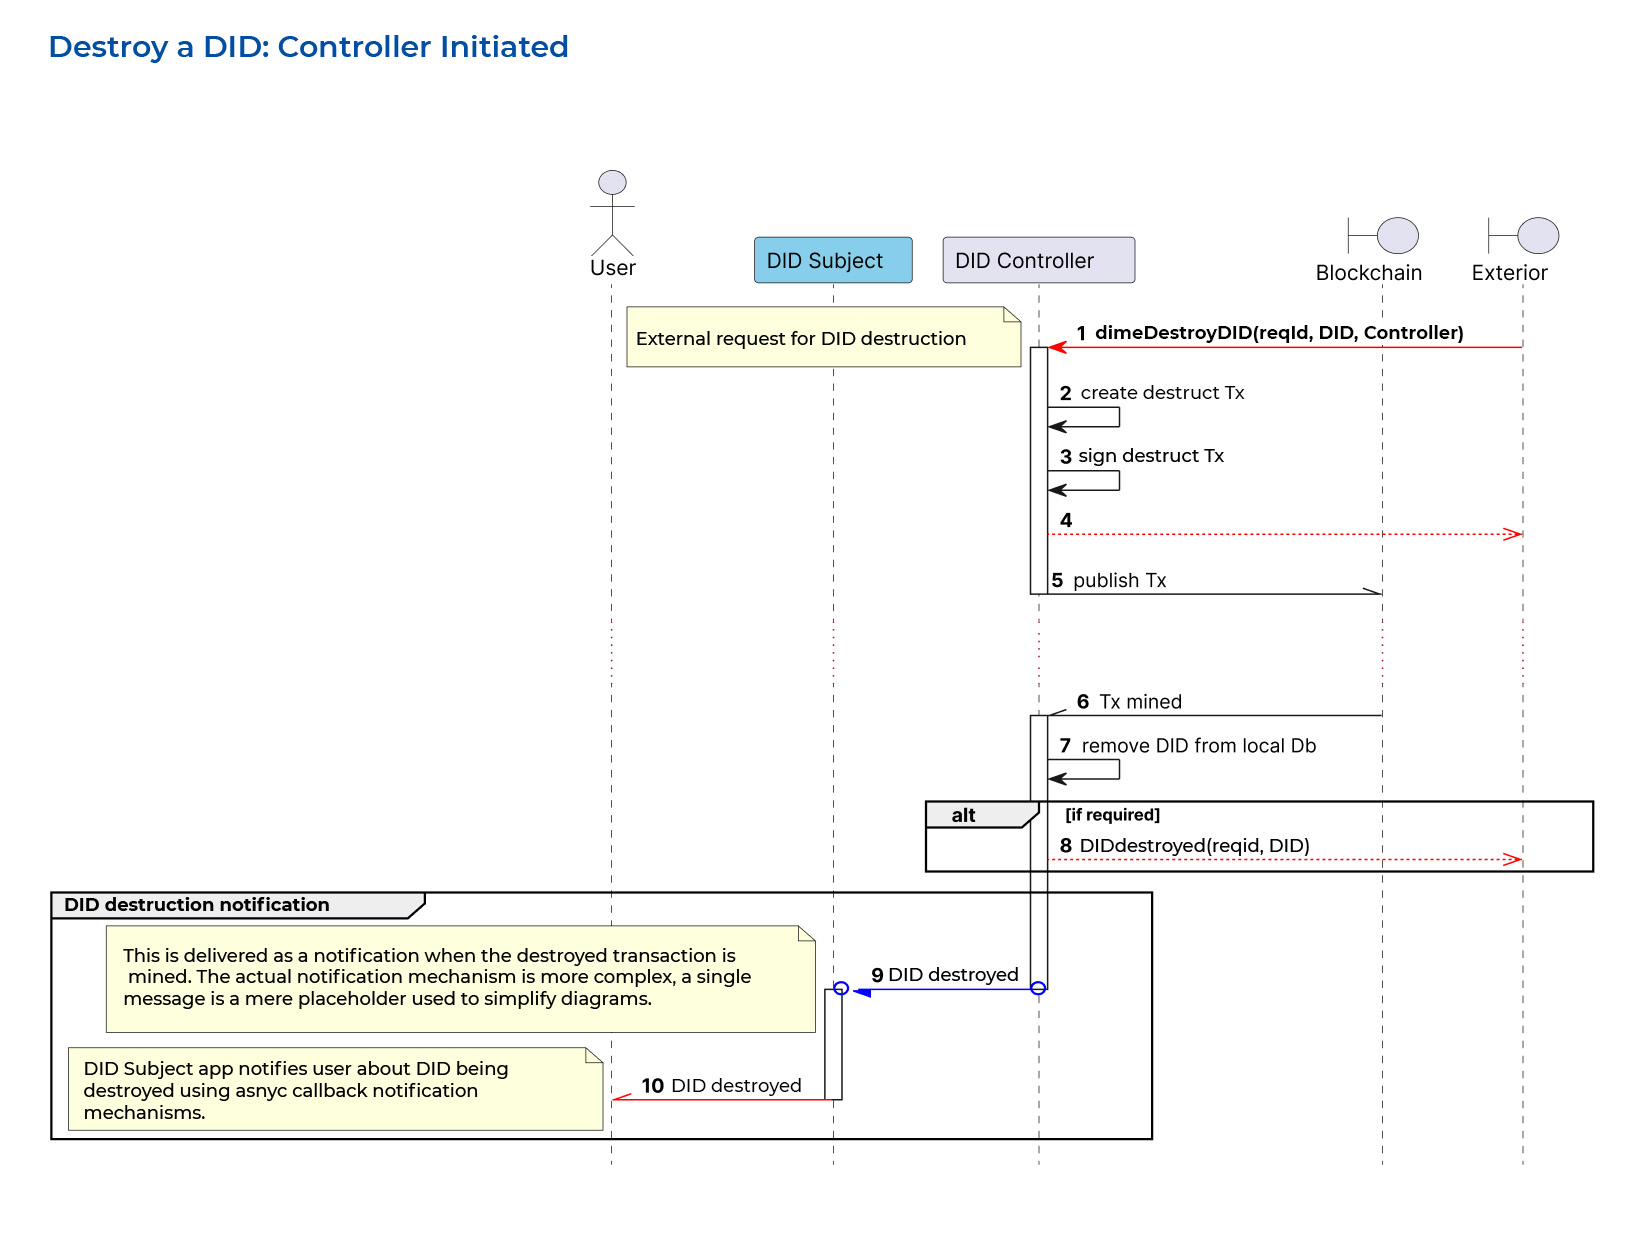 Destroy a DID: Controller Initiated
User
DID Subject
DID Controller
Blockchain
Exterior
External request for DID destruction
1 dimeDestroyDID(reqId, DID, Controller)
2 create destruct Tx
3 sign destruct Tx
4
5 publish Tx
6 Tx mined
7 remove DID from local Db
alt
[if required]
8 DIDdestroyed(reqid, DID)
DID destruction notification
This is delivered as a notification when the destroyed transaction is
mined. The actual notification mechanism is more complex, a single
message is a mere placeholder used to simplify diagrams.
9 DID destroyed
DID Subject app notifies user about DID being
destroyed using asnyc callback notification
mechanisms.
10 DID destroyed